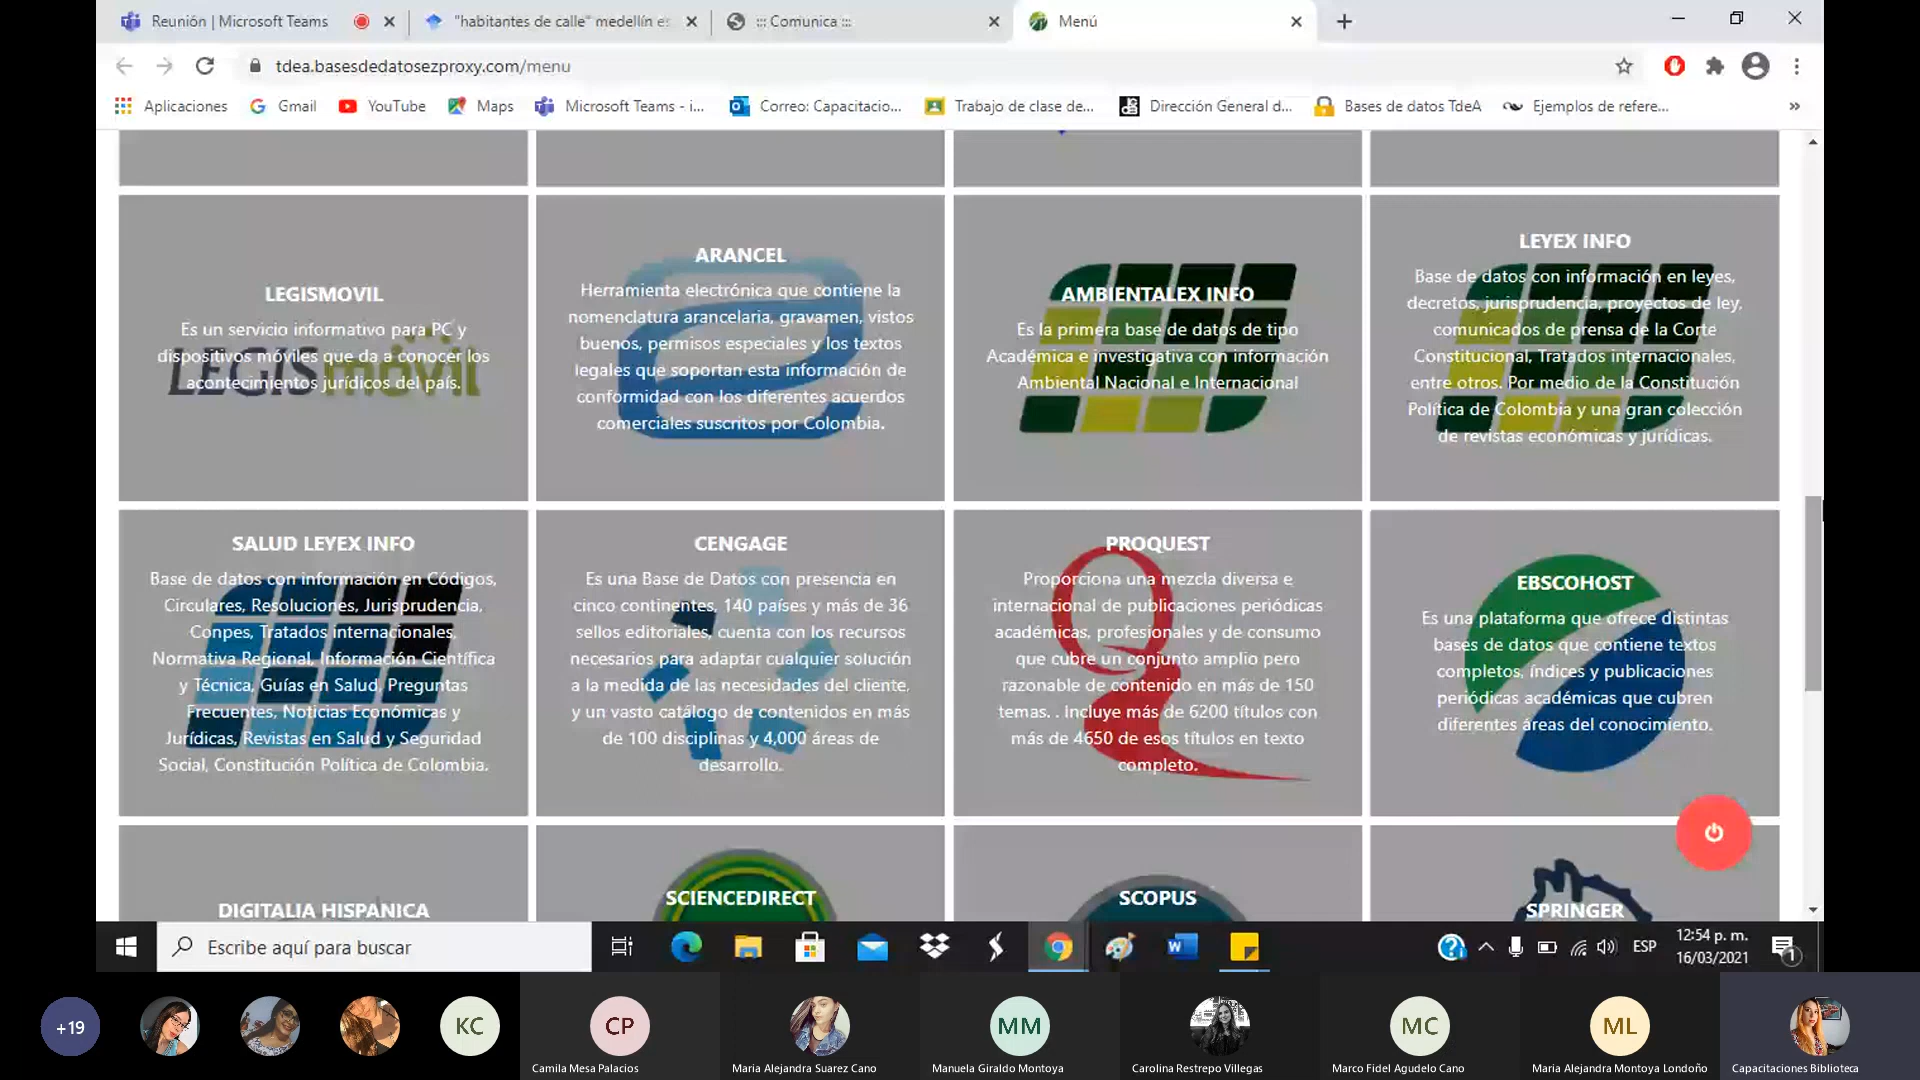 Reunión | Microsoft Teams
"habitantes de calle" medellín es
::: Comunica :::
Menú
tdea.basesdedatosezproxy.com/menu
Aplicaciones
Gmail
YouTube
Maps
Microsoft Teams - i...
Correo: Capacitacio...
Trabajo de clase de...
Dirección General d...
Bases de datos TdeA
Ejemplos de refere...
»
LEGISMOVIL
Es un servicio informativo para PC y
dispositivos móviles que da a conocer los
acontecimientos jurídicos del país.
LEGISmóvil
ARANCEL
Herramienta electrónica que contiene la
nomenclatura arancelaria, gravamen, vistos
buenos, permisos especiales y los textos
legales que soportan esta información de
conformidad con los diferentes acuerdos
comerciales suscritos por Colombia.
AMBIENTALEX INFO
Es la primera base de datos de tipo
Académica e investigativa con información
Ambiental Nacional e Internacional
LEYEX INFO
Base de datos con información en leyes,
decretos, jurisprudencia, proyectos de ley,
comunicados de prensa de la Corte
Constitucional, Tratados internacionales,
entre otros. Por medio de la Constitución
Política de Colombia y una gran colección
de revistas económicas y jurídicas.
SALUD LEYEX INFO
Base de datos con información en Códigos,
Circulares, Resoluciones, Jurisprudencia,
Conpes, Tratados internacionales,
Normativa Regional, Información Científica
y Técnica, Guías en Salud, Preguntas
Frecuentes, Noticias Económicas y
Jurídicas, Revistas en Salud y Seguridad
Social, Constitución Política de Colombia.
CENGAGE
Es una Base de Datos con presencia en
cinco continentes, 140 países y más de 36
sellos editoriales, cuenta con los recursos
necesarios para adaptar cualquier solución
a la medida de las necesidades del cliente,
y un vasto catálogo de contenidos en más
de 100 disciplinas y 4,000 áreas de
desarrollo.
PROQUEST
Proporciona una mezcla diversa e
internacional de publicaciones periódicas
académicas, profesionales y de consumo
que cubre un conjunto amplio pero
razonable de contenido en más de 150
temas. . Incluye más de 6200 títulos con
más de 4650 de esos títulos en texto
completo.
EBSCOHOST
Es una plataforma que ofrece distintas
bases de datos que contiene textos
completos, índices y publicaciones
periódicas académicas que cubren
diferentes áreas del conocimiento.
DIGITALIA HISPANICA
SCIENCEDIRECT
SCOPUS
SPRINGER
Escribe aquí para buscar
ESP
12:54 p. m.
16/03/2021
1
+19
KC
CP
MM
MC
ML
Camila Mesa Palacios
Maria Alejandra Suarez Cano
Manuela Giraldo Montoya
Carolina Restrepo Villegas
Marco Fidel Agudelo Cano
Maria Alejandra Montoya Londoño
Capacitaciones Biblioteca